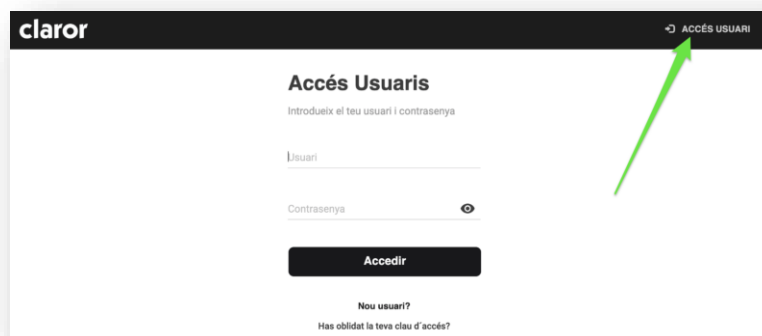 claror
ACCÉS USUARI
Accés Usuaris
Introdueix el teu usuari i contrasenya
Usuari
Contrasenya
Accedir
Nou usuari?
Has oblidat la teva clau d´accés?